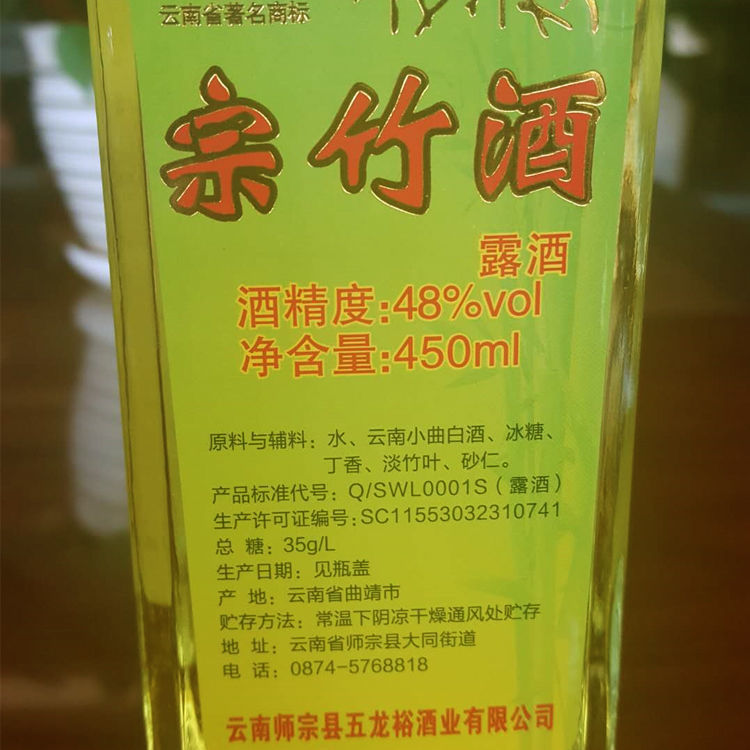 云南省著名商标
宗竹酒
露酒
酒精度:48%vol
净含量:450ml
原料与辅料：水、云南小曲白酒、冰糖、
丁香、淡竹叶、砂仁。
产品标准代号：Q/SWL0001S（露酒）
生产许可证编号:SC11553032310741
总 糖：35g/L
生产日期：见瓶盖
产 地：云南省曲靖市
贮存方法：常温下阴凉干燥通风处贮存
地 址：云南省师宗县大同街道
电 话：0874-5768818
云南师宗县五龙裕酒业有限公司